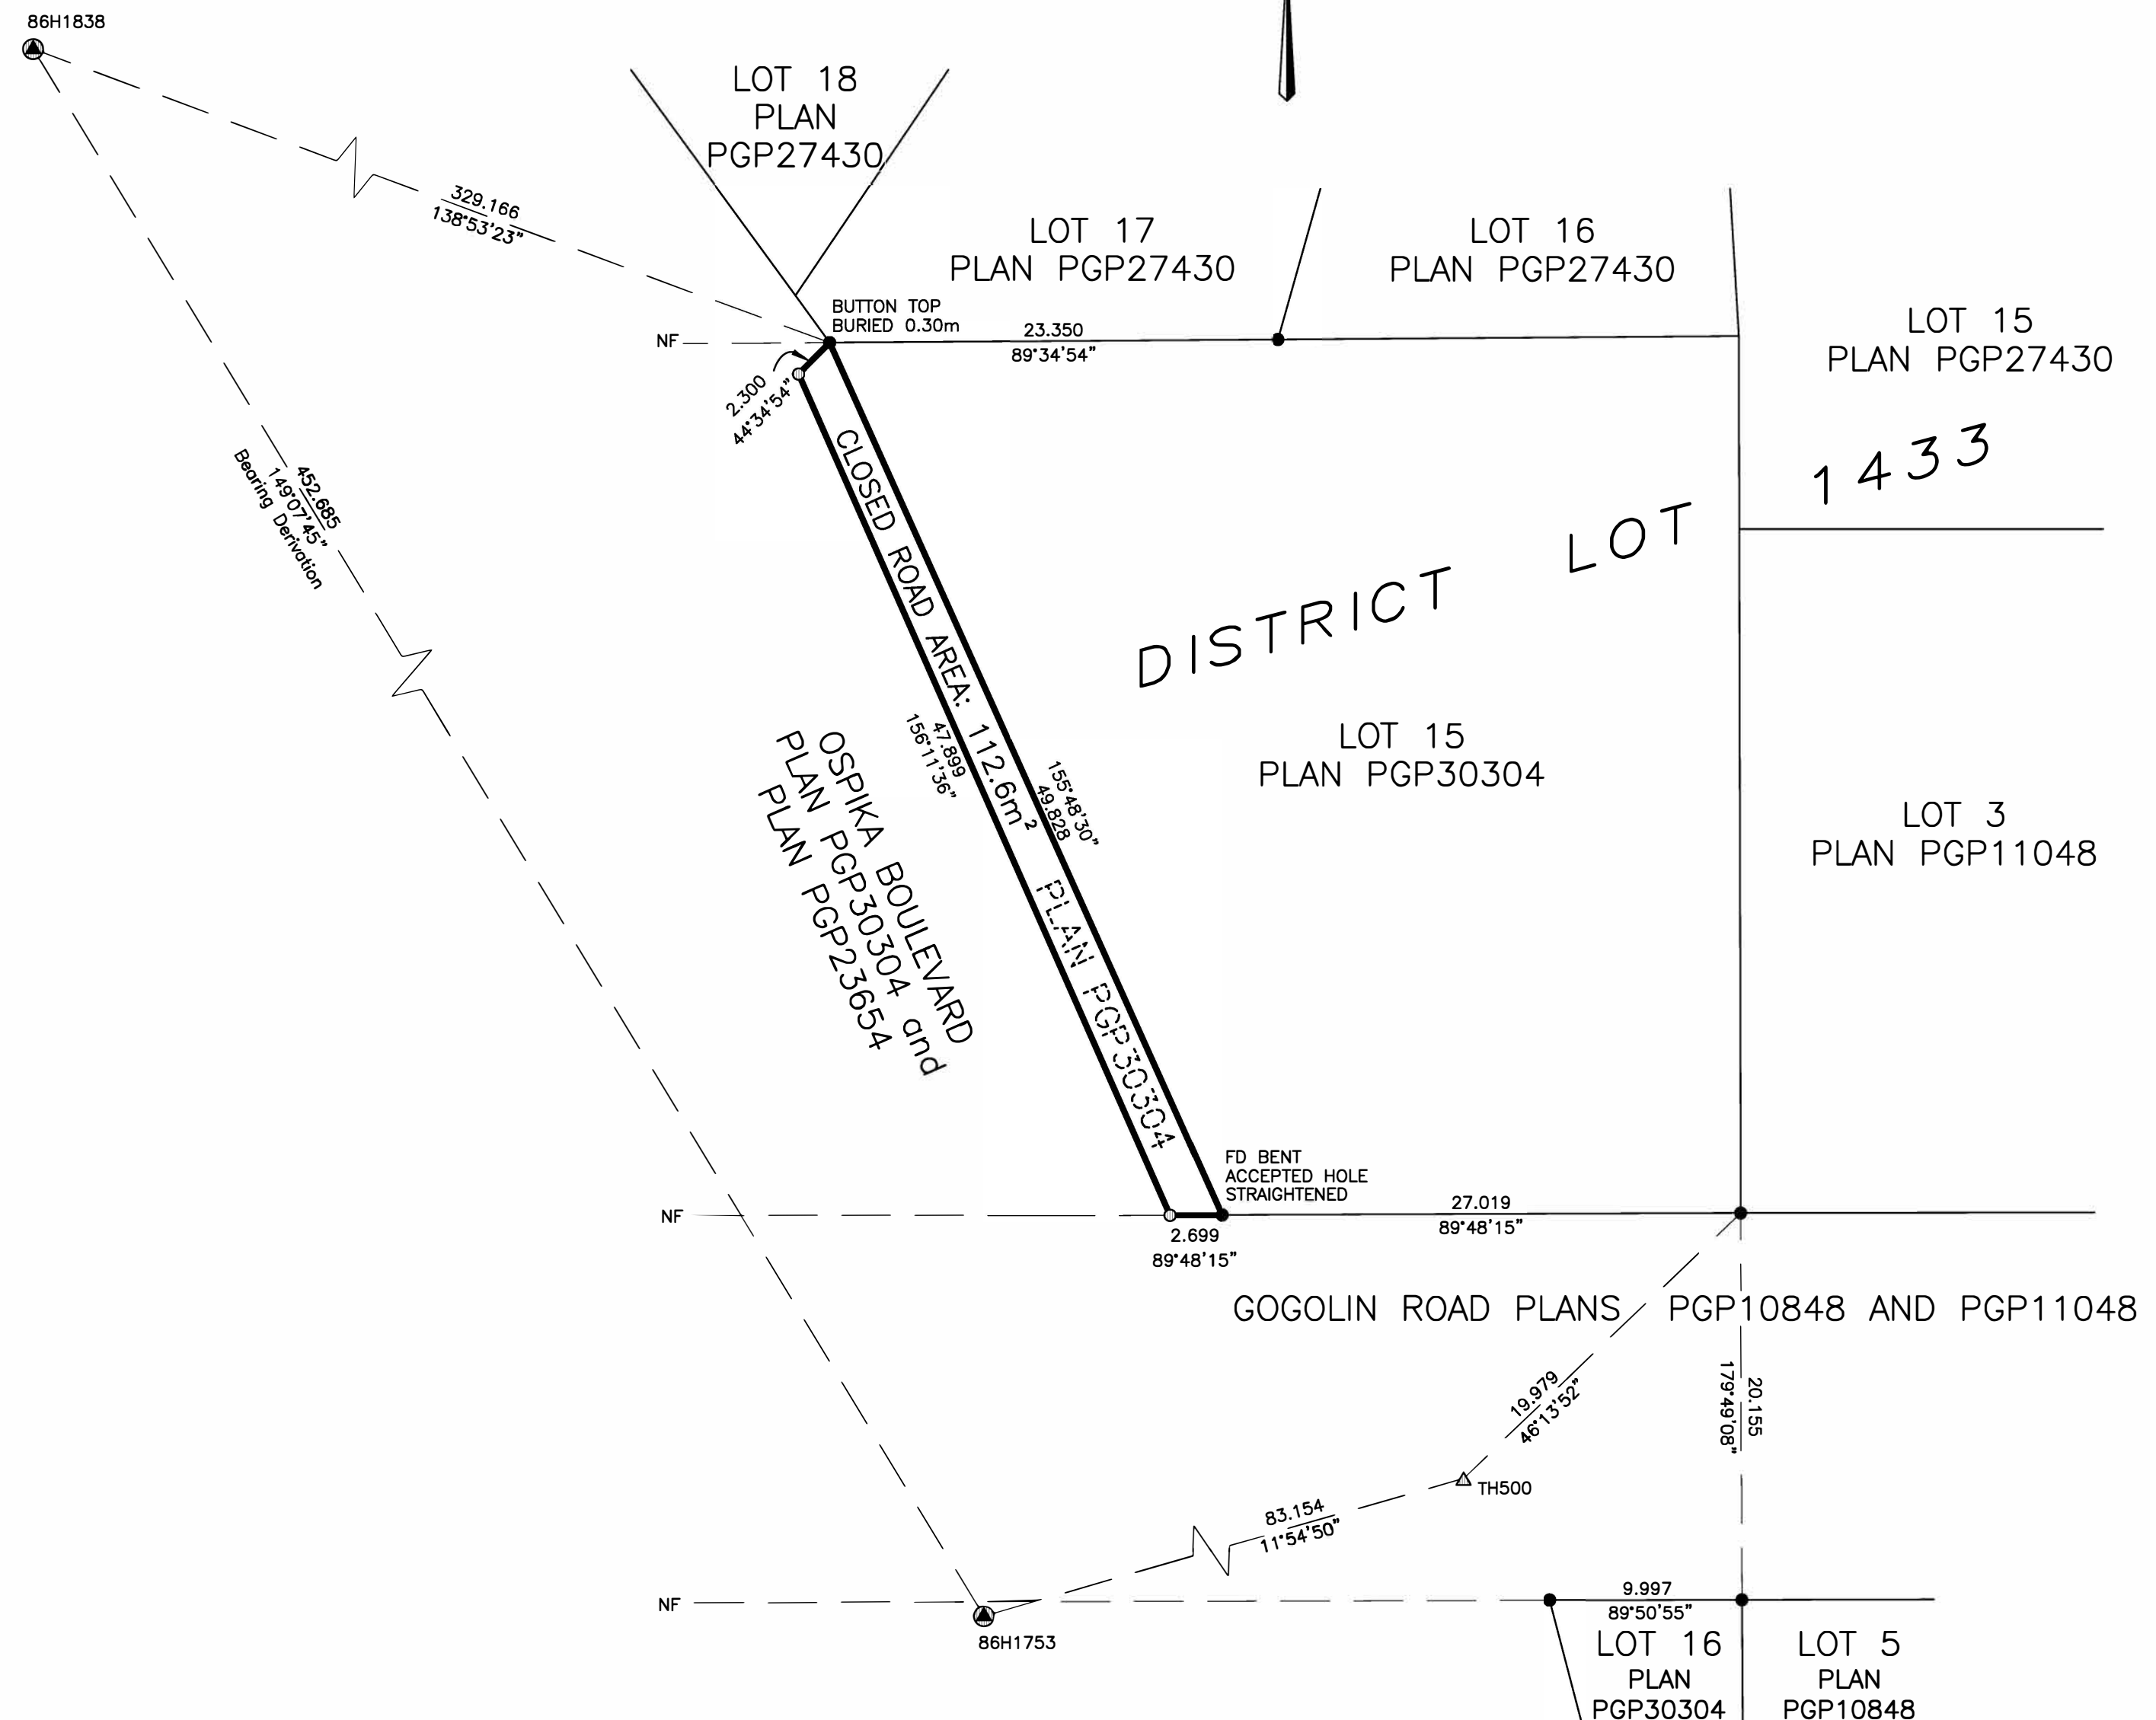 86H1838
LOT 18
PLAN
PGP27430
329.166
138°53'23"
LOT 17
PLAN PGP27430
LOT 16
PLAN PGP27430
LOT 15
PLAN PGP27430
BUTTON TOP
BURIED 0.30m
NF
23.350
89°34'54"
2.300
44°34'54"
1433
DISTRICT LOT
452.685
149°07'45"
Bearing Derivation
CLOSED ROAD AREA: 112.6m²
PLAN PGP30304
47.899
156°11'36"
155°48'30"
49.828
OSPIKA BOULEVARD
PLAN PGP30304 and
PLAN PGP23654
LOT 15
PLAN PGP30304
LOT 3
PLAN PGP11048
FD BENT
ACCEPTED HOLE
STRAIGHTENED
NF
2.699
89°48'15"
27.019
89°48'15"
GOGOLIN ROAD PLANS PGP10848 AND PGP11048
19.979
46°13'52"
20.155
179°49'08"
TH500
83.154
11°54'50"
NF
86H1753
9.997
89°50'55"
LOT 16
PLAN
PGP30304
LOT 5
PLAN
PGP10848